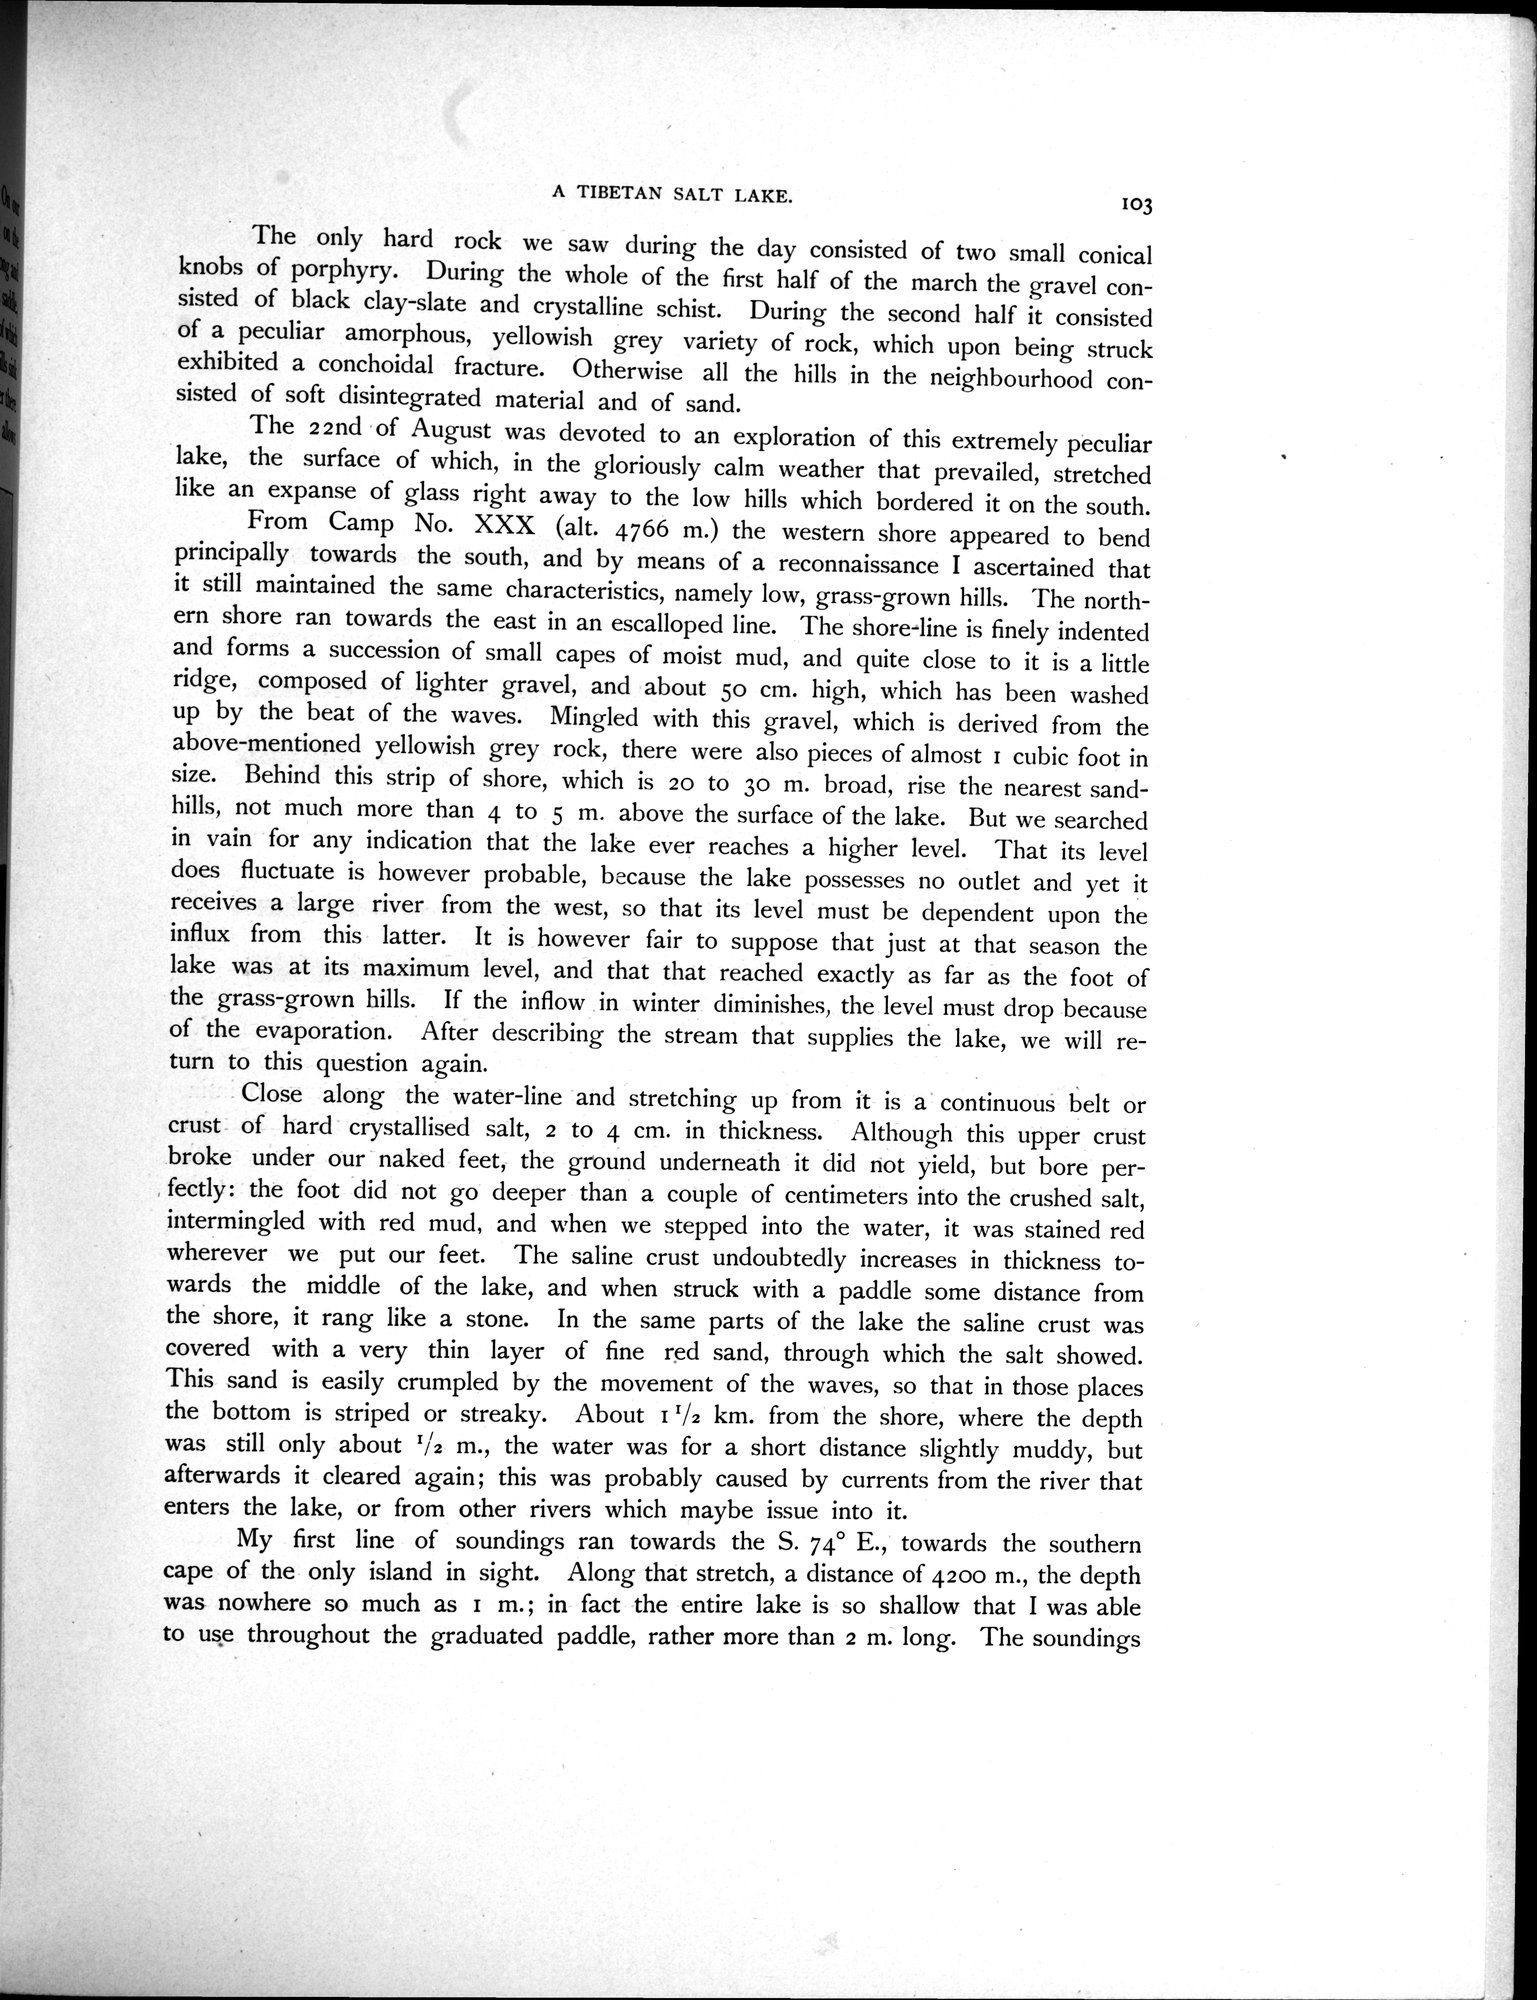 A TIBETAN SALT LAKE.
103
The only hard rock we saw during the day consisted of two small conical
knobs of porphyry. During the whole of the first half of the march the gravel con-
sisted of black clay-slate and crystalline schist. During the second half it consisted
of a peculiar amorphous, yellowish grey variety of rock, which upon being struck
exhibited a conchoidal fracture. Otherwise all the hills in the neighbourhood con-
sisted of soft disintegrated material and of sand.
The 22nd of August was devoted to an exploration of this extremely peculiar
lake, the surface of which, in the gloriously calm weather that prevailed, stretched
like an expanse of glass right away to the low hills which bordered it on the south.
From Camp No. XXX (alt. 4766 m.) the western shore appeared to bend
principally towards the south, and by means of a reconnaissance I ascertained that
it still maintained the same characteristics, namely low, grass-grown hills. The north-
ern shore ran towards the east in an escalloped line. The shore-line is finely indented
and forms a succession of small capes of moist mud, and quite close to it is a little
ridge, composed of lighter gravel, and about 50 cm. high, which has been washed
up by the beat of the waves. Mingled with this gravel, which is derived from the
above-mentioned yellowish grey rock, there were also pieces of almost 1 cubic foot in
size. Behind this strip of shore, which is 20 to 30 m. broad, rise the nearest sand-
hills, not much more than 4 to 5 m. above the surface of the lake. But we searched
in vain for any indication that the lake ever reaches a higher level. That its level
does fluctuate is however probable, because the lake possesses no outlet and yet it
receives a large river from the west, so that its level must be dependent upon the
influx from this latter. It is however fair to suppose that just at that season the
lake was at its maximum level, and that that reached exactly as far as the foot of
the grass-grown hills. If the inflow in winter diminishes, the level must drop because
of the evaporation. After describing the stream that supplies the lake, we will re-
turn to this question again.
Close along the water-line and stretching up from it is a continuous belt or
crust of hard crystallised salt, 2 to 4 cm. in thickness. Although this upper crust
broke under our naked feet, the ground underneath it did not yield, but bore per-
fectly: the foot did not go deeper than a couple of centimeters into the crushed salt,
intermingled with red mud, and when we stepped into the water, it was stained red
wherever we put our feet. The saline crust undoubtedly increases in thickness to-
wards the middle of the lake, and when struck with a paddle some distance from
the shore, it rang like a stone. In the same parts of the lake the saline crust was
covered with a very thin layer of fine red sand, through which the salt showed.
This sand is easily crumpled by the movement of the waves, so that in those places
the bottom is striped or streaky. About 1 1/2 km. from the shore, where the depth
was still only about 1/2 m., the water was for a short distance slightly muddy, but
afterwards it cleared again; this was probably caused by currents from the river that
enters the lake, or from other rivers which maybe issue into it.
My first line of soundings ran towards the S. 74° E., towards the southern
cape of the only island in sight. Along that stretch, a distance of 4200 m., the depth
was nowhere so much as 1 m.; in fact the entire lake is so shallow that I was able
to use throughout the graduated paddle, rather more than 2 m. long. The soundings